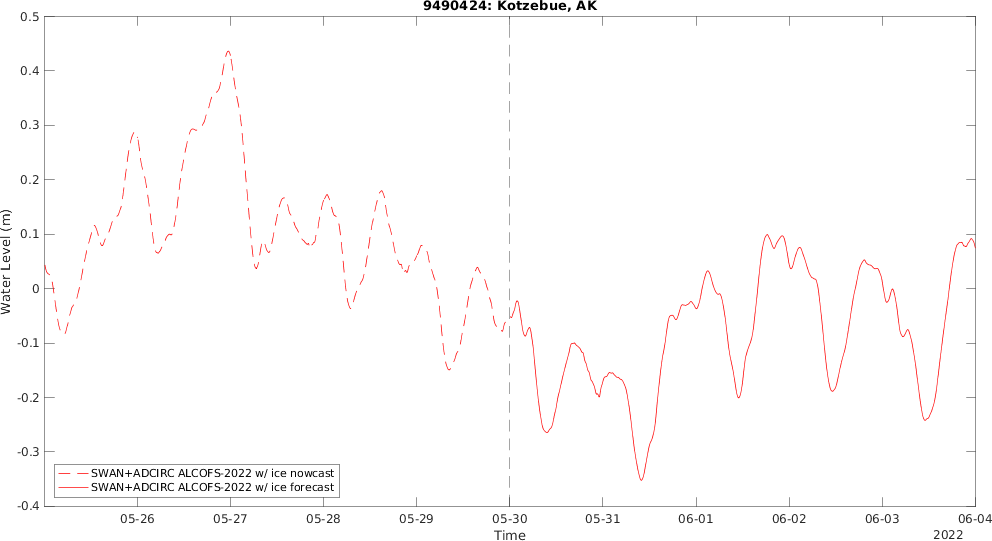 9490424: Kotzebue, AK
0.5
0.4
0.3
0.2
0.1
0
-0.1
-0.2
-0.3
-0.4
Water Level (m)
SWAN+ADCIRC ALCOFS-2022 w/ ice nowcast
SWAN+ADCIRC ALCOFS-2022 w/ ice forecast
05-26 05-27 05-28 05-29 05-30 05-31 06-01 06-02 06-03 06-04
Time
2022